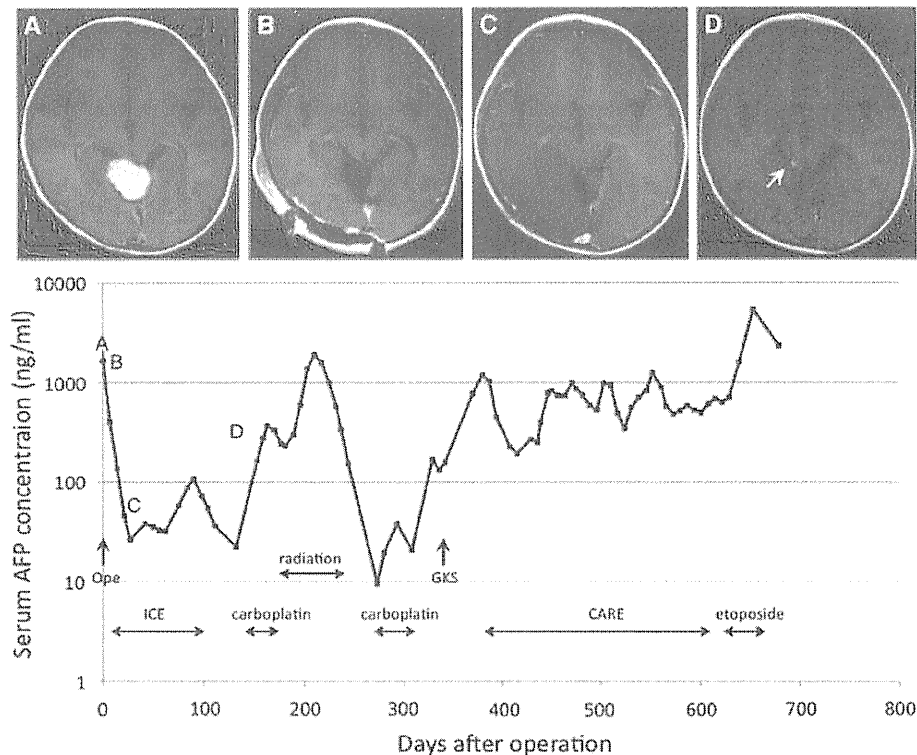 A
B
C
D
Serum AFP concentraion (ng/ml)
10000
1000
100
10
1
A
B
C
D
Ope
radiation
GKS
ICE
carboplatin
carboplatin
CARE
etoposide
0
100
200
300
400
500
600
700
800
Days after operation